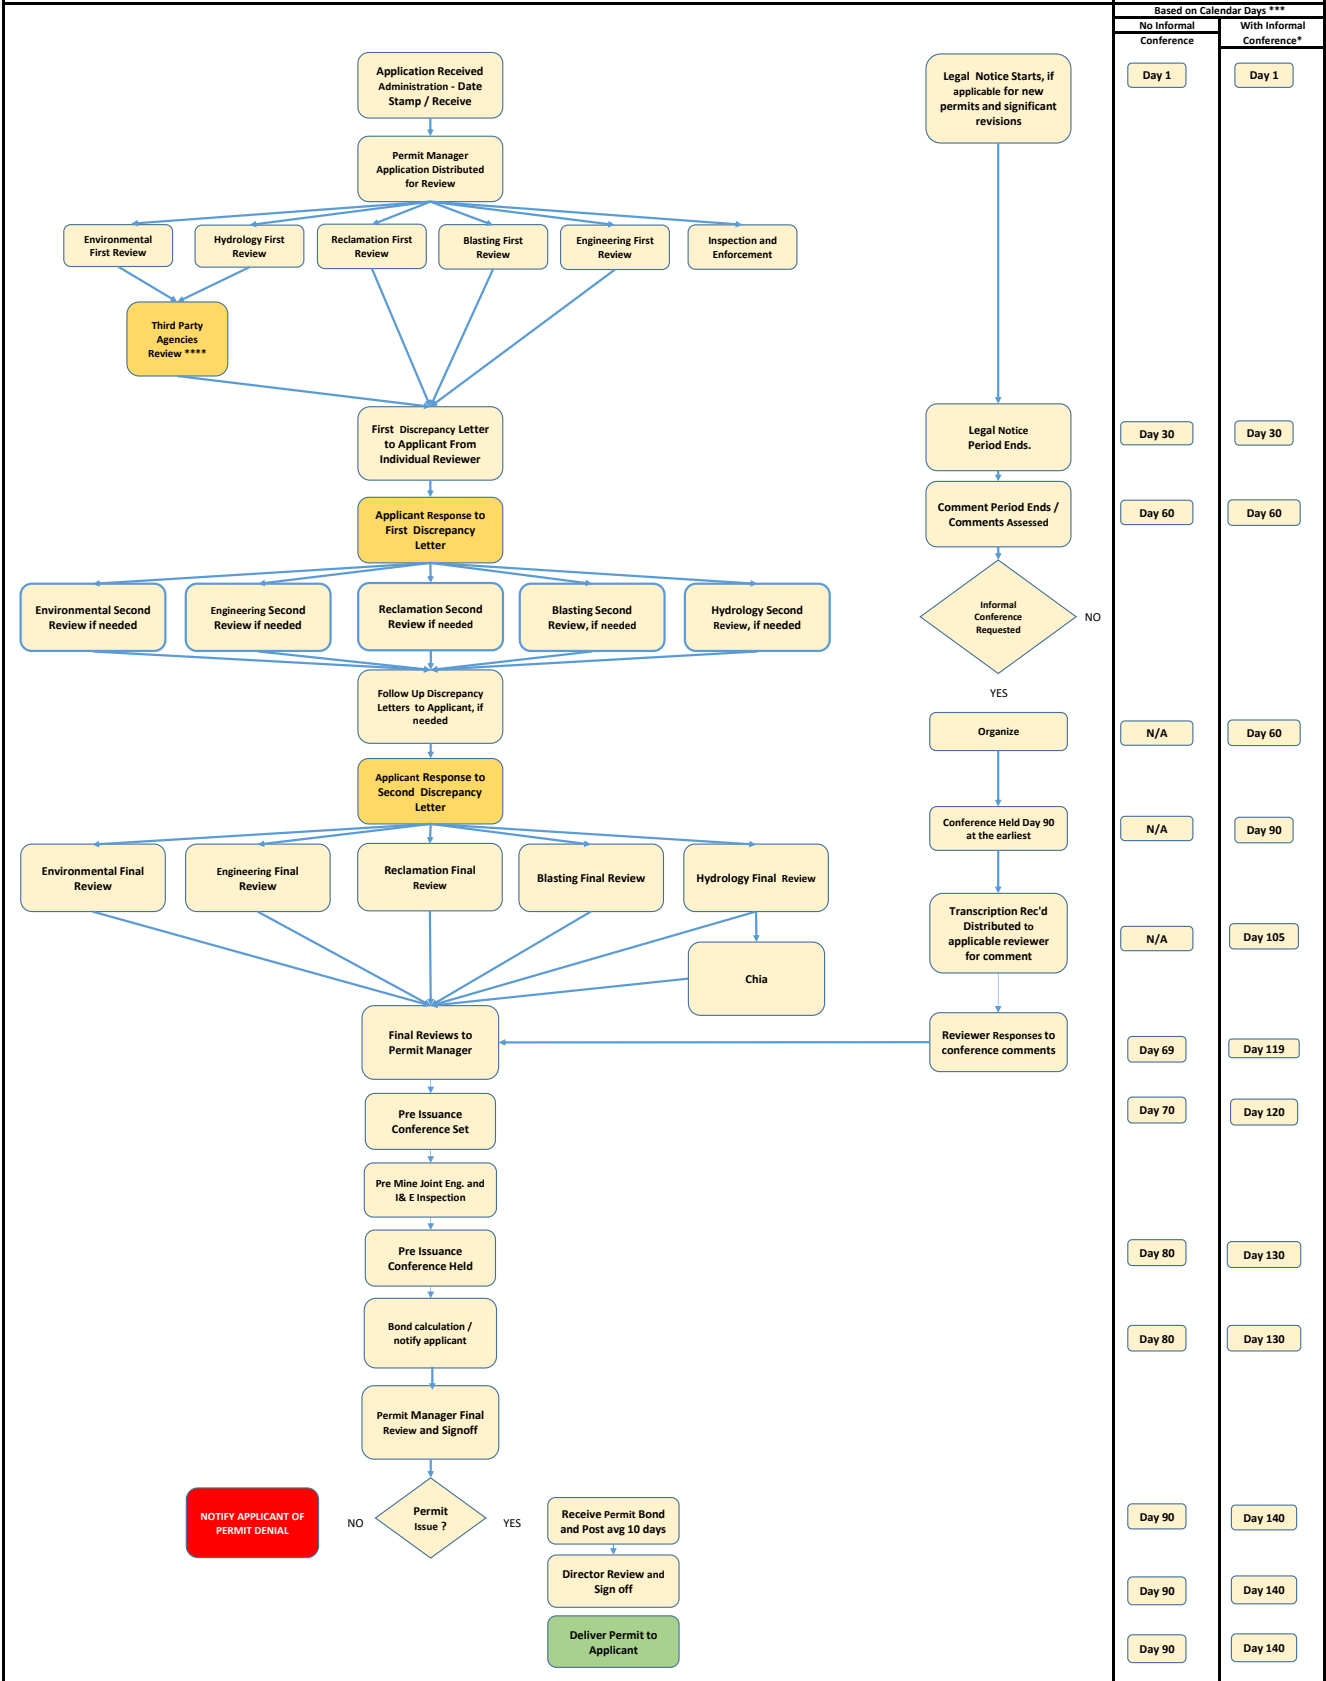 Based on Calendar Days ***
No Informal
Conference
With Informal
Conference*
Application Received
Administration - Date
Stamp / Receive
Legal Notice Starts, if
applicable for new
permits and significant
revisions
Day 1
Day 1
Permit Manager
Application Distributed
for Review
Environmental
First Review
Hydrology First
Review
Reclamation First
Review
Blasting First
Review
Engineering First
Review
Inspection and
Enforcement
Third Party
Agencies
Review ****
First Discrepancy Letter
to Applicant From
Individual Reviewer
Legal Notice
Period Ends.
Day 30
Day 30
Applicant Response to
First Discrepancy
Letter
Comment Period Ends /
Comments Assessed
Day 60
Day 60
Environmental Second
Review if needed
Engineering Second
Review if needed
Reclamation Second
Review if needed
Blasting Second
Review, if needed
Hydrology Second
Review, if needed
Informal
Conference
Requested
NO
YES
Follow Up Discrepancy
Letters to Applicant, if
needed
Organize
N/A
Day 60
Applicant Response to
Second Discrepancy
Letter
Conference Held Day 90
at the earliest
N/A
Day 90
Environmental Final
Review
Engineering Final
Review
Reclamation Final
Review
Blasting Final Review
Hydrology Final Review
Transcription Rec'd
Distributed to
applicable reviewer
for comment
N/A
Day 105
Chia
Final Reviews to
Permit Manager
Reviewer Responses to
conference comments
Day 69
Day 119
Pre Issuance
Conference Set
Day 70
Day 120
Pre Mine Joint Eng. and
I& E Inspection
Pre Issuance
Conference Held
Day 80
Day 130
Bond calculation /
notify applicant
Day 80
Day 130
Permit Manager Final
Review and Signoff
NOTIFY APPLICANT OF
PERMIT DENIAL
NO
Permit
Issue ?
YES
Receive Permit Bond
and Post avg 10 days
Day 90
Day 140
Director Review and
Sign off
Day 90
Day 140
Deliver Permit to
Applicant
Day 90
Day 140